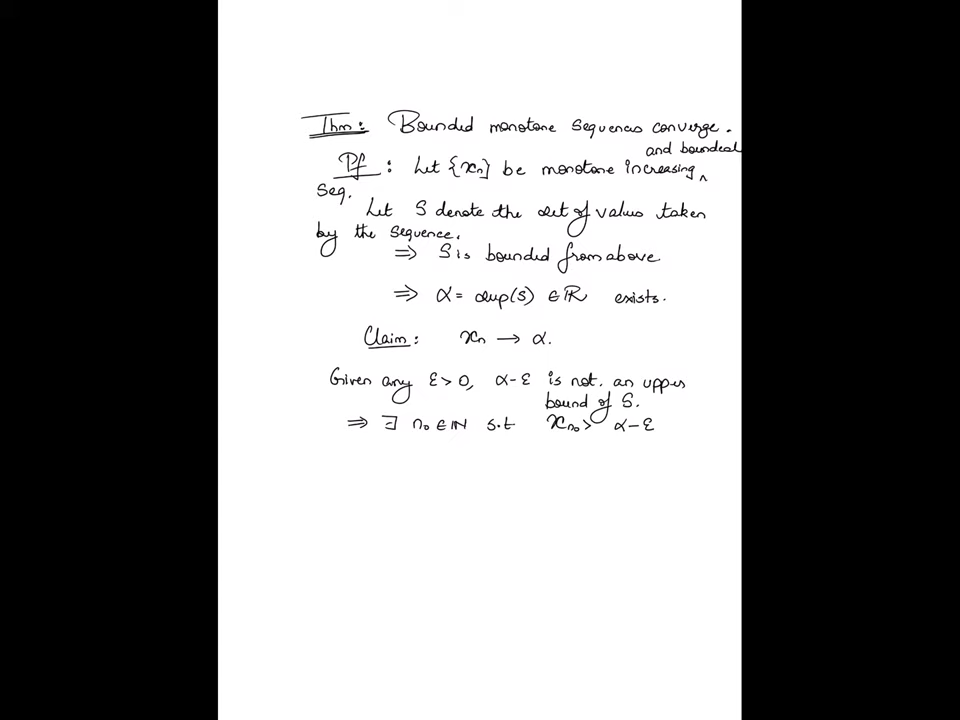 Thm: Bounded monotone sequences converge.
and bounded
Pf: Let {xn} be monotone increasing ^
seq.
Let S denote the set of values taken
by the sequence.
⇒ S is bounded from above
⇒ α = sup(S) ∈ ℝ exists.
Claim: xn → α.
Given any ε > 0, α-ε is not. an upper
bound of S.
⇒ ∃ n₀ ∈ ℕ s.t xn₀ > α-ε